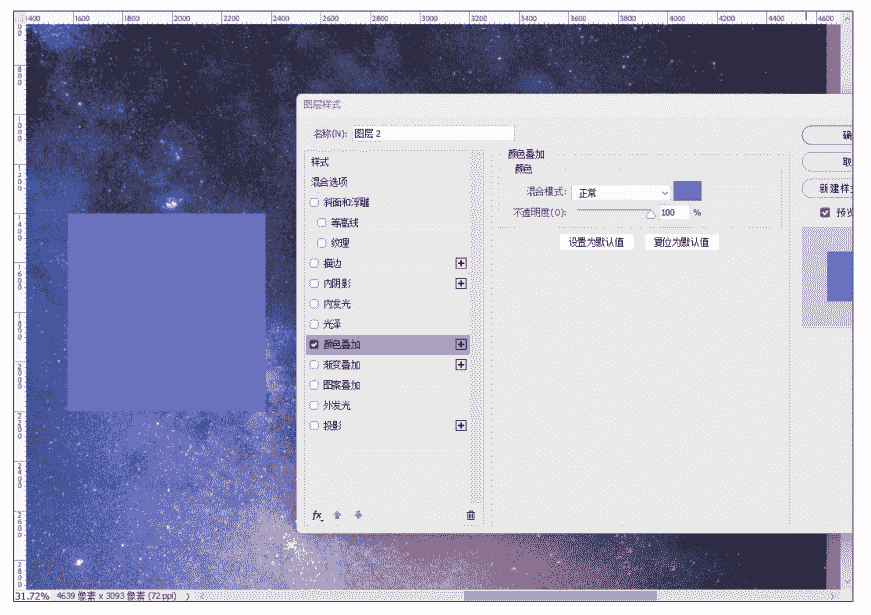 1400 1600 1800 2000 2200 2400 2600 2800 3000 3200 3400 3600 3800 4000 4200 4400 4600
图层样式
名称(N): 图层 2
确
样式
颜色叠加
颜色
取
混合选项
混合模式: 正常
新建样式
斜面和浮雕
不透明度(O): 100 %
预览
等高线
设置为默认值 复位为默认值
纹理
描边
内阴影
内发光
光泽
颜色叠加
渐变叠加
图案叠加
外发光
投影
fx
31.72% 4639 像素 x 3093 像素 (72 ppi)